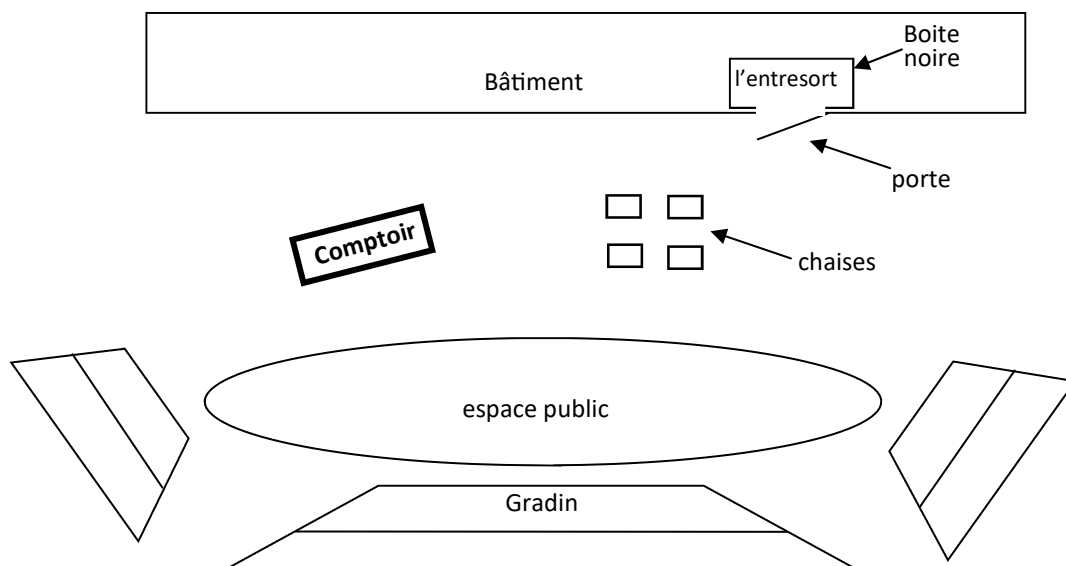 Boite
noire
l’entresort
Bâtiment
porte
Comptoir
chaises
espace public
Gradin